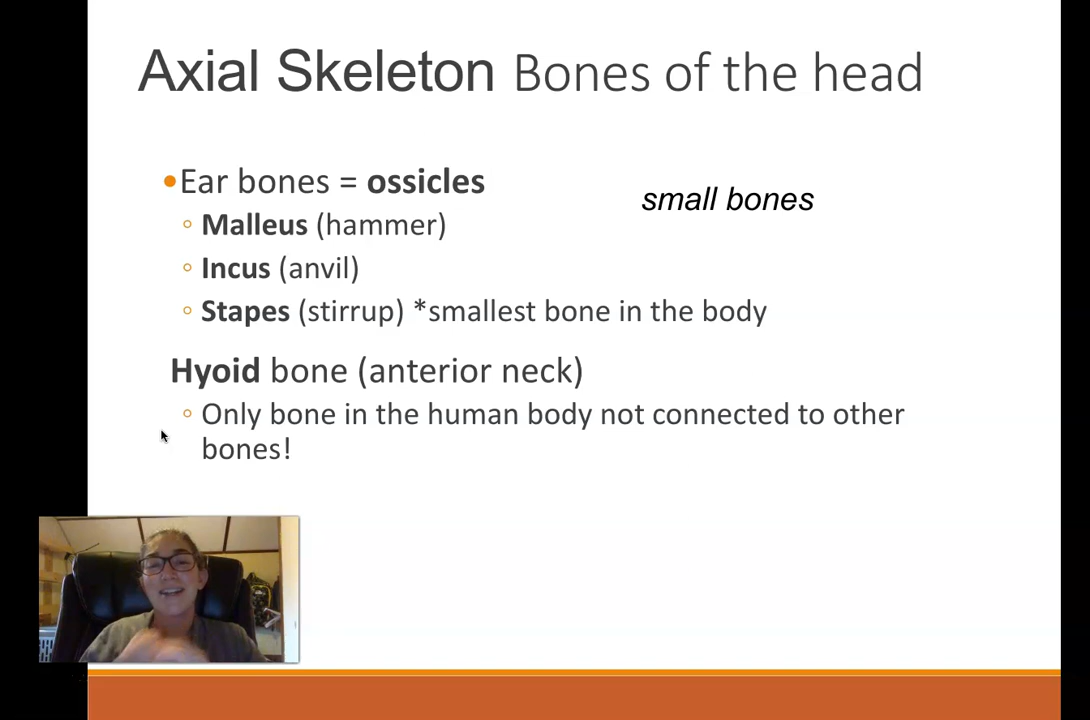 Axial Skeleton Bones of the head
•Ear bones = ossicles
small bones
◦ Malleus (hammer)
◦ Incus (anvil)
◦ Stapes (stirrup) *smallest bone in the body
Hyoid bone (anterior neck)
◦ Only bone in the human body not connected to other
bones!